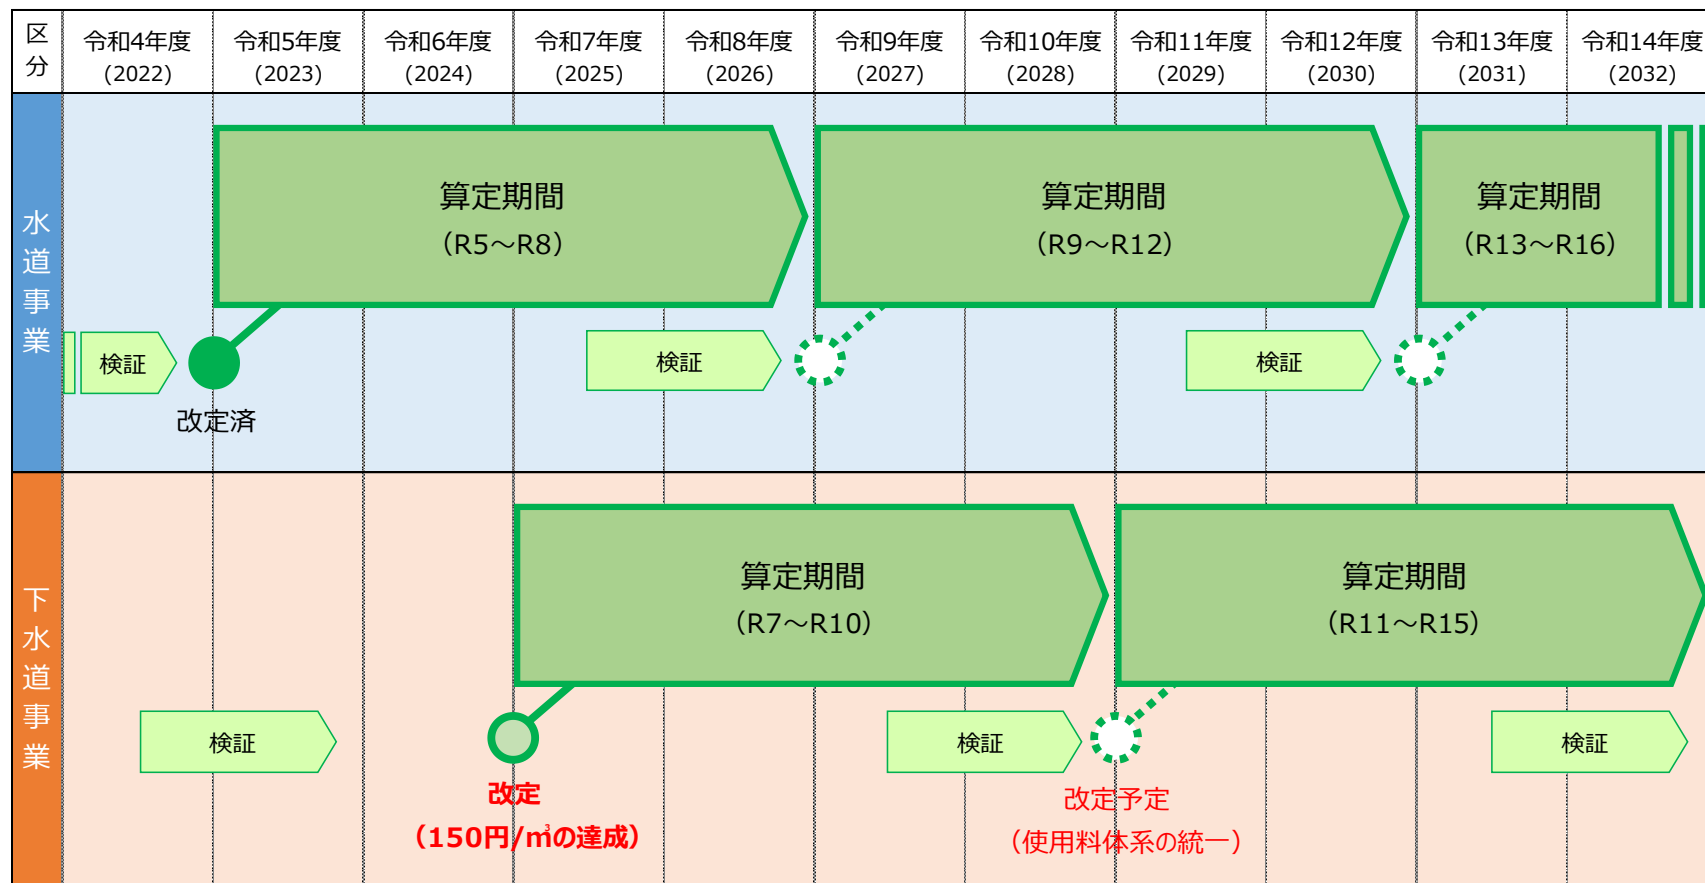 区分
令和4年度
(2022)
令和5年度
(2023)
令和6年度
(2024)
令和7年度
(2025)
令和8年度
(2026)
令和9年度
(2027)
令和10年度
(2028)
令和11年度
(2029)
令和12年度
(2030)
令和13年度
(2031)
令和14年度
(2032)
水道事業
算定期間
（R5～R8）
算定期間
（R9～R12）
算定期間
（R13～R16）
検証
検証
検証
改定済
下水道事業
算定期間
（R7～R10）
算定期間
（R11～R15）
検証
検証
検証
改定
（150円/㎥の達成）
改定予定
（使用料体系の統一）